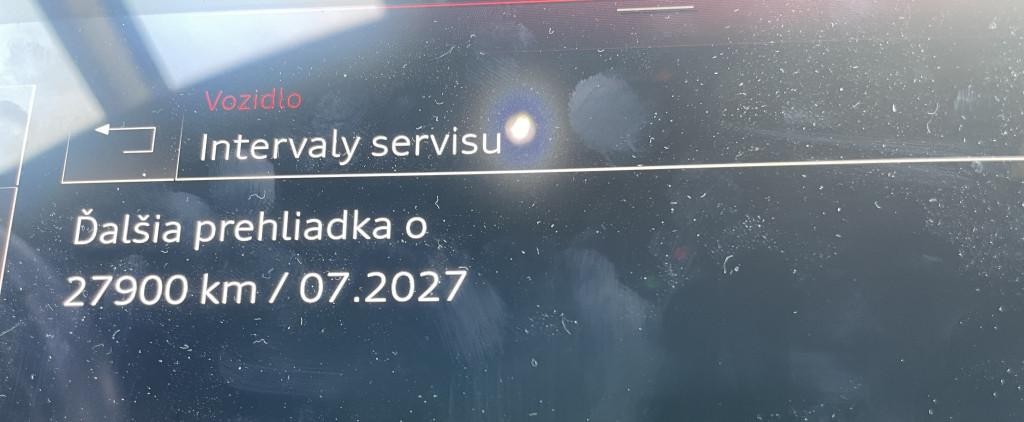 Vozidlo
Intervaly servisu
Ďalšia prehliadka o
27900 km / 07.2027